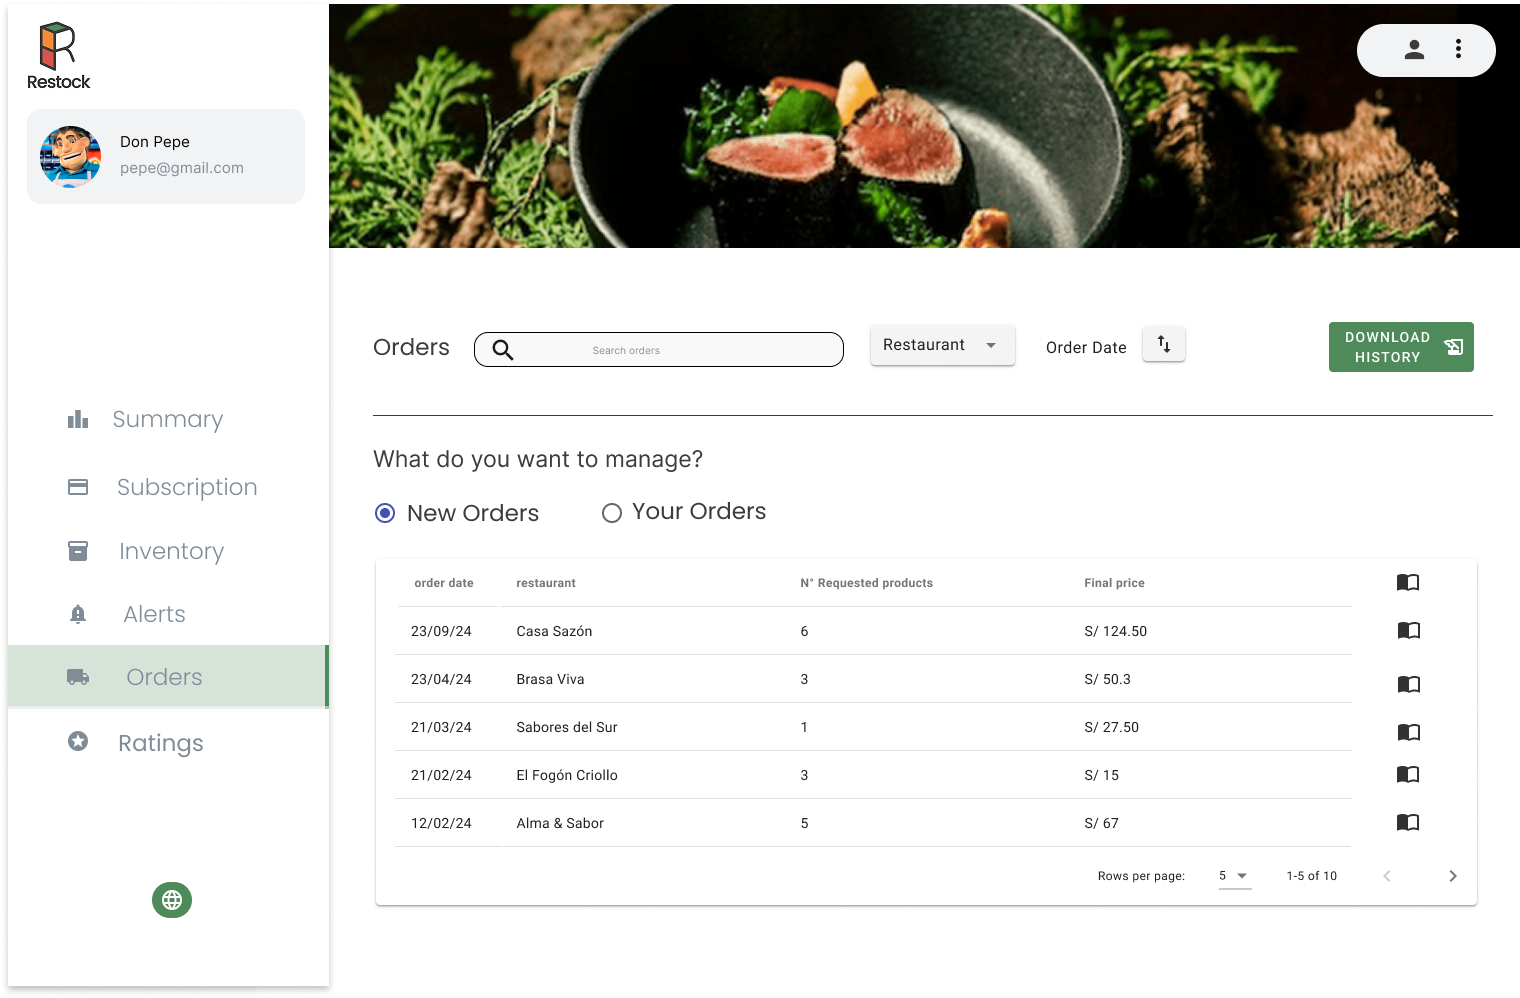 Restock
Don Pepe
pepe@gmail.com
Summary
Subscription
Inventory
Alerts
Orders
Ratings
Orders
Search orders
Restaurant
Order Date
DOWNLOAD
HISTORY
What do you want to manage?
New Orders
Your Orders
order date restaurant N° Requested products Final price
23/09/24 Casa Sazón 6 S/ 124.50
23/04/24 Brasa Viva 3 S/ 50.3
21/03/24 Sabores del Sur 1 S/ 27.50
21/02/24 El Fogón Criollo 3 S/ 15
12/02/24 Alma & Sabor 5 S/ 67
Rows per page: 5 1-5 of 10